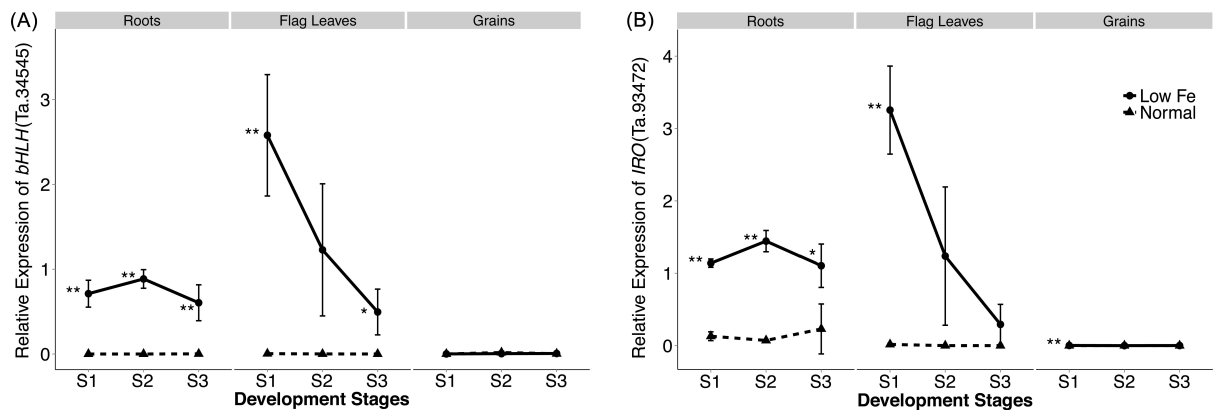 (A)
Roots
Flag Leaves
Grains
Relative Expression of bHLH(Ta.34545)
3
2
1
0
**
**
**
**
*
S1 S2 S3
S1 S2 S3
S1 S2 S3
Development Stages
(B)
Roots
Flag Leaves
Grains
Relative Expression of IRO(Ta.93472)
4
3
2
1
0
**
**
*
**
**
Low Fe
Normal
S1 S2 S3
S1 S2 S3
S1 S2 S3
Development Stages